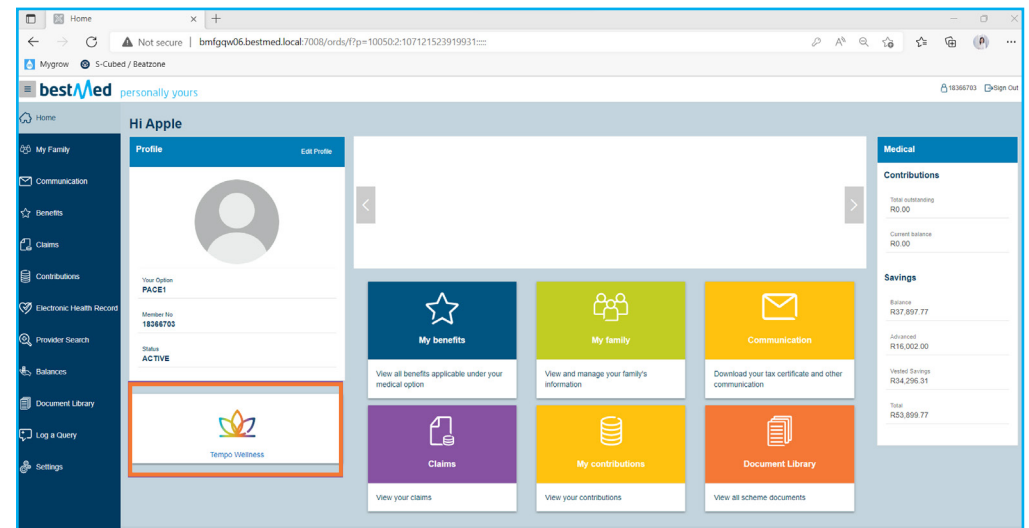 Home
Not secure | bmfgqw06.bestmed.local:7008/ords/f?p=10050:2:107121523919931:::::
Mygrow
S-Cubed / Beatzone
bestMed personally yours
18366703
Sign Out
Home
My Family
Communication
Benefits
Claims
Contributions
Electronic Health Record
Provider Search
Balances
Document Library
Log a Query
Settings
Hi Apple
Profile
Edit Profile
Your Option
PACE1
Member No
18366703
Status
ACTIVE
Tempo Wellness
My benefits
View all benefits applicable under your
medical option
My family
View and manage your family's
information
Communication
Download your tax certificate and other
communication
Claims
View your claims
My contributions
View your contributions
Document Library
View all scheme documents
Medical
Contributions
Total outstanding
R0.00
Current balance
R0.00
Savings
Balance
R37,897.77
Advanced
R16,002.00
Vested Savings
R34,296.31
Total
R53,899.77